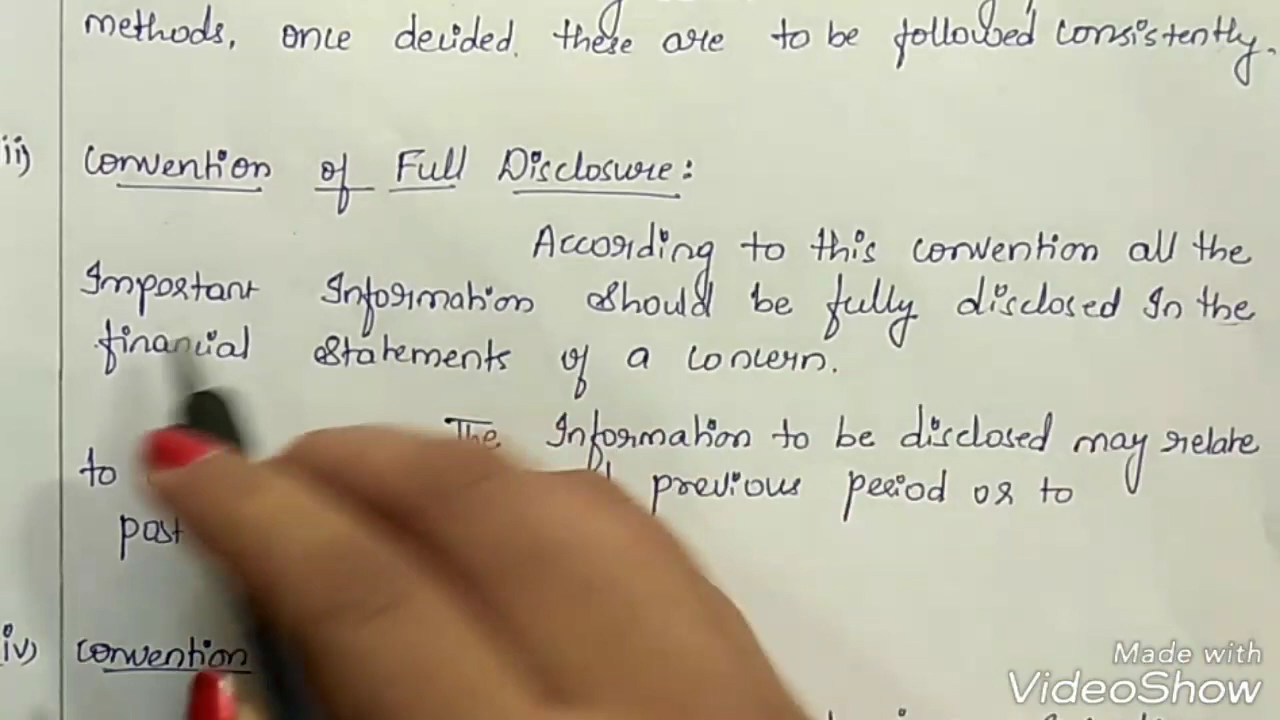 methods, once decided. these are to be followed consistently.
ii) Convention of Full Disclosure:
According to this convention all the
Important Information should be fully disclosed In the
financial statements of a concern.
The Information to be disclosed may relate
to previous period or to
post
iv) Convention
Made with
VideoShow